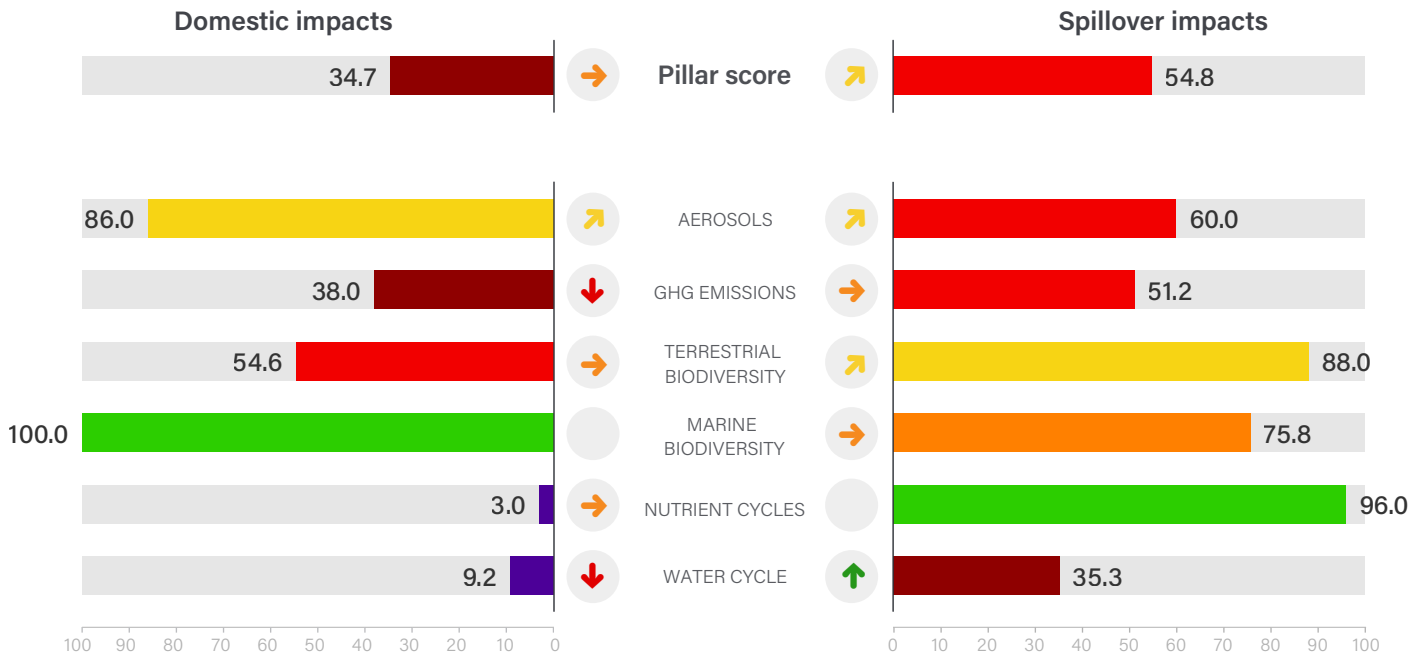 Domestic impacts
Spillover impacts
34.7
Pillar score
54.8
86.0
AEROSOLS
60.0
38.0
GHG EMISSIONS
51.2
54.6
TERRESTRIAL
BIODIVERSITY
88.0
100.0
MARINE
BIODIVERSITY
75.8
3.0
NUTRIENT CYCLES
96.0
9.2
WATER CYCLE
35.3
100 90 80 70 60 50 40 30 20 10 0
0 10 20 30 40 50 60 70 80 90 100